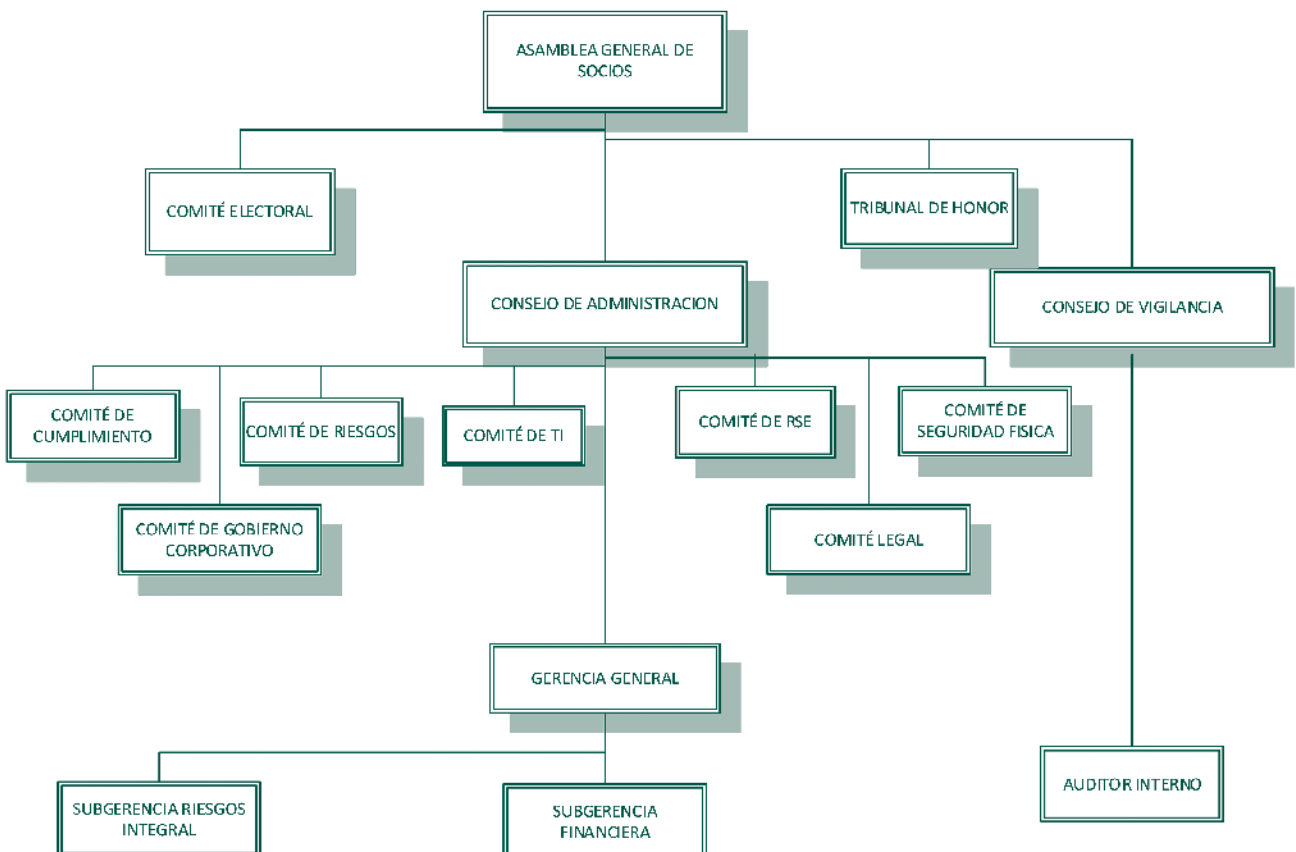 ASAMBLEA GENERAL DE
SOCIOS
COMITÉ ELECTORAL
TRIBUNAL DE HONOR
CONSEJO DE ADMINISTRACION
CONSEJO DE VIGILANCIA
COMITÉ DE
CUMPLIMIENTO
COMITÉ DE RIESGOS
COMITÉ DE TI
COMITÉ DE RSE
COMITÉ DE
SEGURIDAD FISICA
COMITÉ DE GOBIERNO
CORPORATIVO
COMITÉ LEGAL
GERENCIA GENERAL
SUBGERENCIA RIESGOS
INTEGRAL
SUBGERENCIA
FINANCIERA
AUDITOR INTERNO